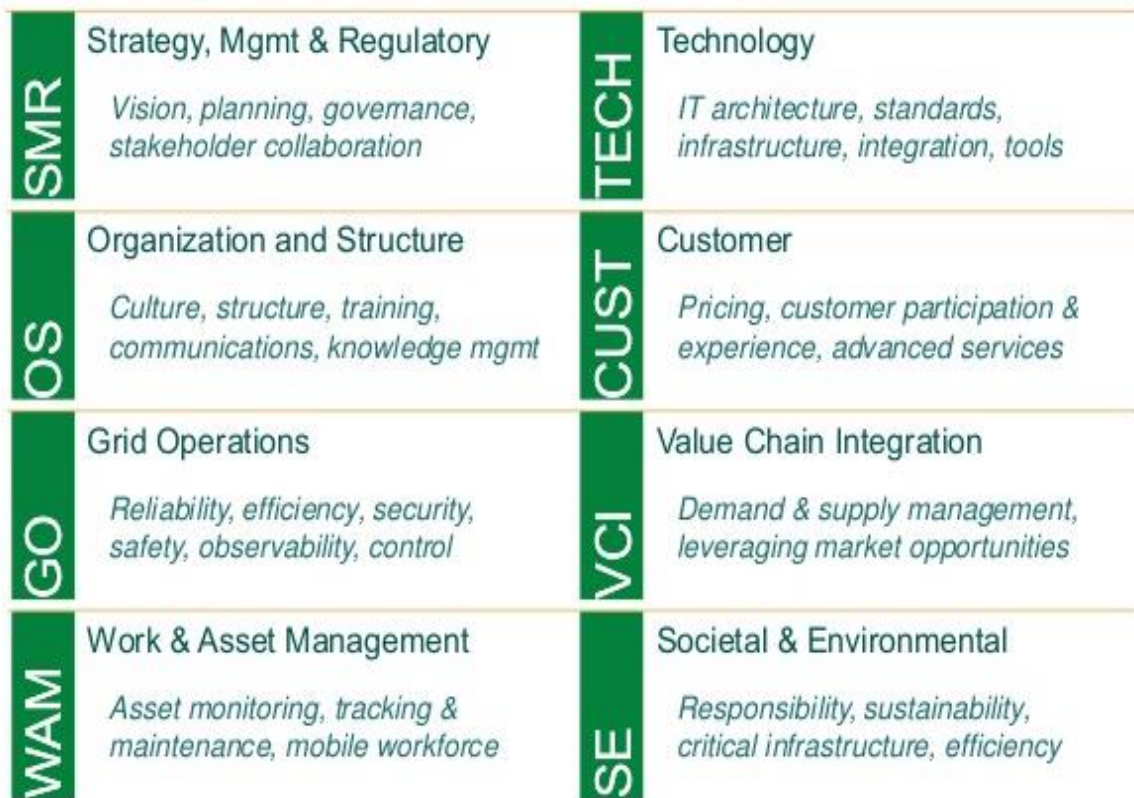 SMR
Strategy, Mgmt & Regulatory
Vision, planning, governance,
stakeholder collaboration
TECH
Technology
IT architecture, standards,
infrastructure, integration, tools
OS
Organization and Structure
Culture, structure, training,
communications, knowledge mgmt
CUST
Customer
Pricing, customer participation &
experience, advanced services
GO
Grid Operations
Reliability, efficiency, security,
safety, observability, control
VCI
Value Chain Integration
Demand & supply management,
leveraging market opportunities
WAM
Work & Asset Management
Asset monitoring, tracking &
maintenance, mobile workforce
SE
Societal & Environmental
Responsibility, sustainability,
critical infrastructure, efficiency